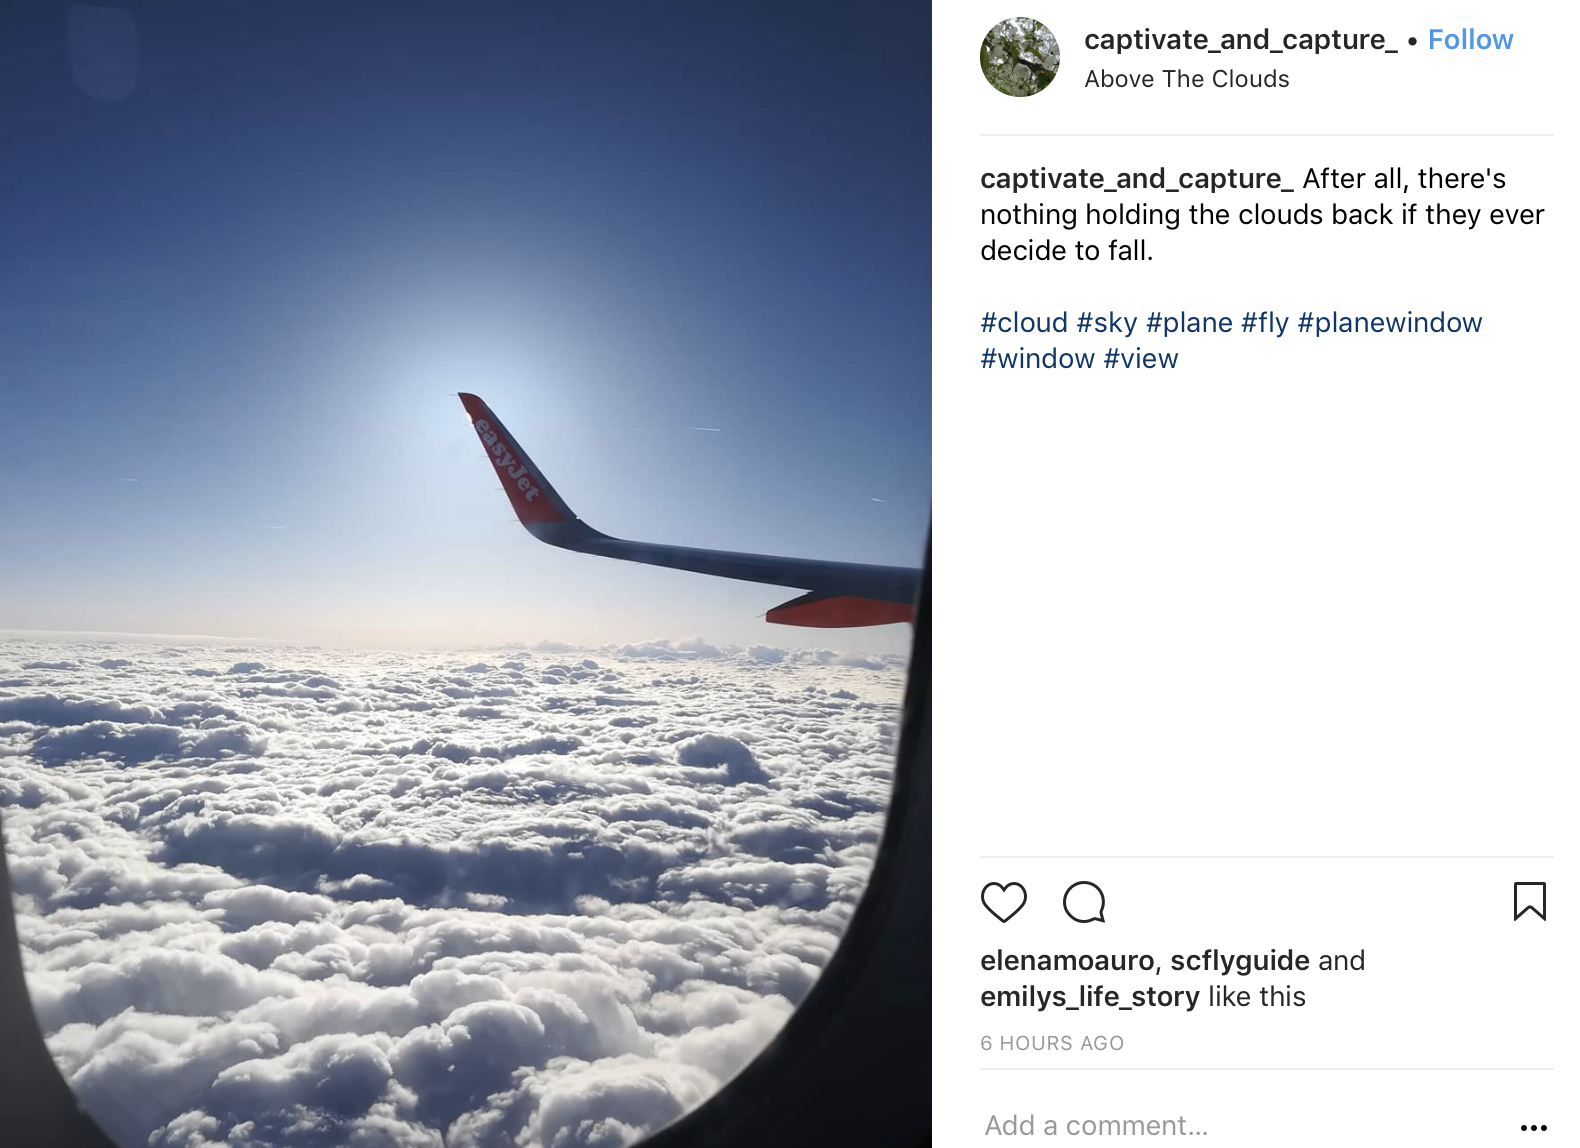 easyJet
captivate_and_capture_ • Follow
Above The Clouds
captivate_and_capture_ After all, there's
nothing holding the clouds back if they ever
decide to fall.
#cloud #sky #plane #fly #planewindow
#window #view
elenamoauro, scflyguide and
emilys_life_story like this
6 HOURS AGO
Add a comment...